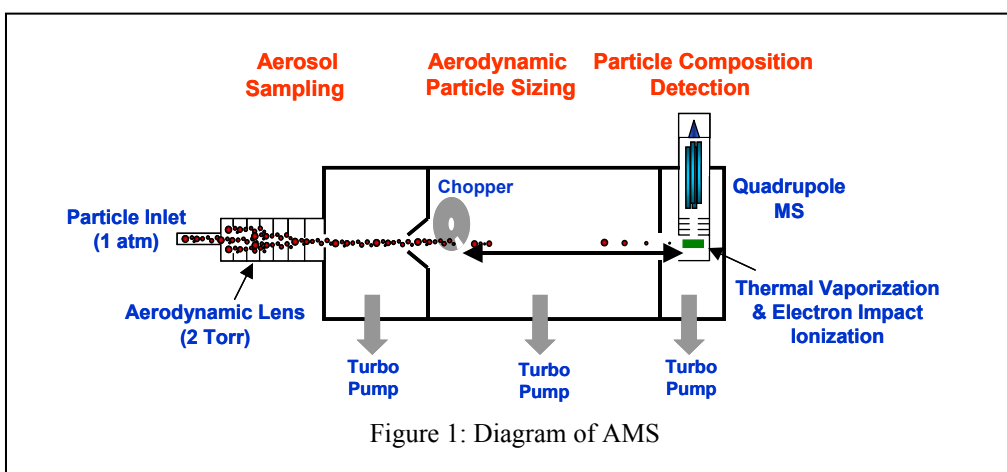 Aerosol
Sampling
Aerodynamic
Particle Sizing
Particle Composition
Detection
Chopper
Quadrupole
MS
Particle Inlet
(1 atm)
Aerodynamic Lens
(2 Torr)
Thermal Vaporization
& Electron Impact
Ionization
Turbo
Pump
Turbo
Pump
Turbo
Pump
Figure 1: Diagram of AMS